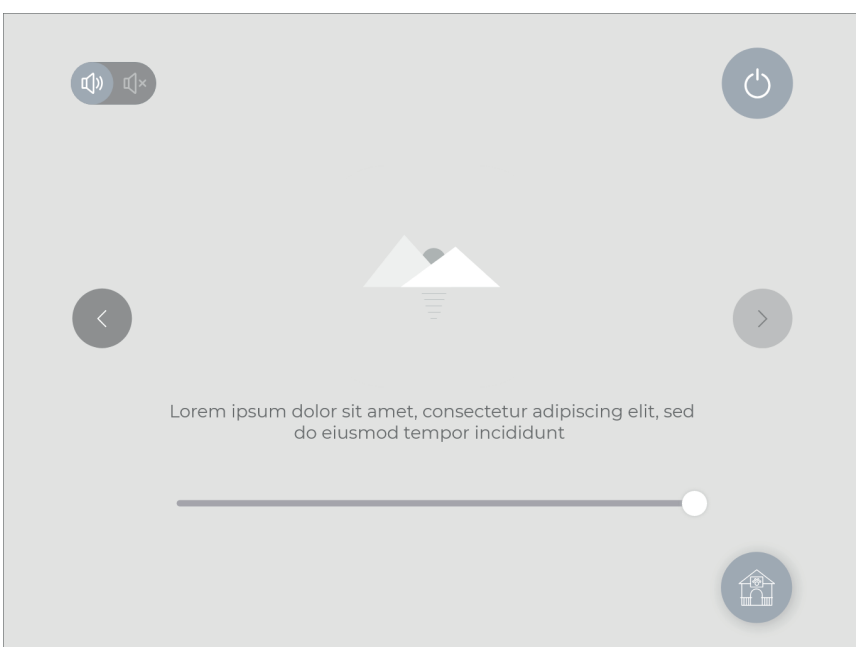 Lorem ipsum dolor sit amet, consectetur adipiscing elit, sed
do eiusmod tempor incididunt